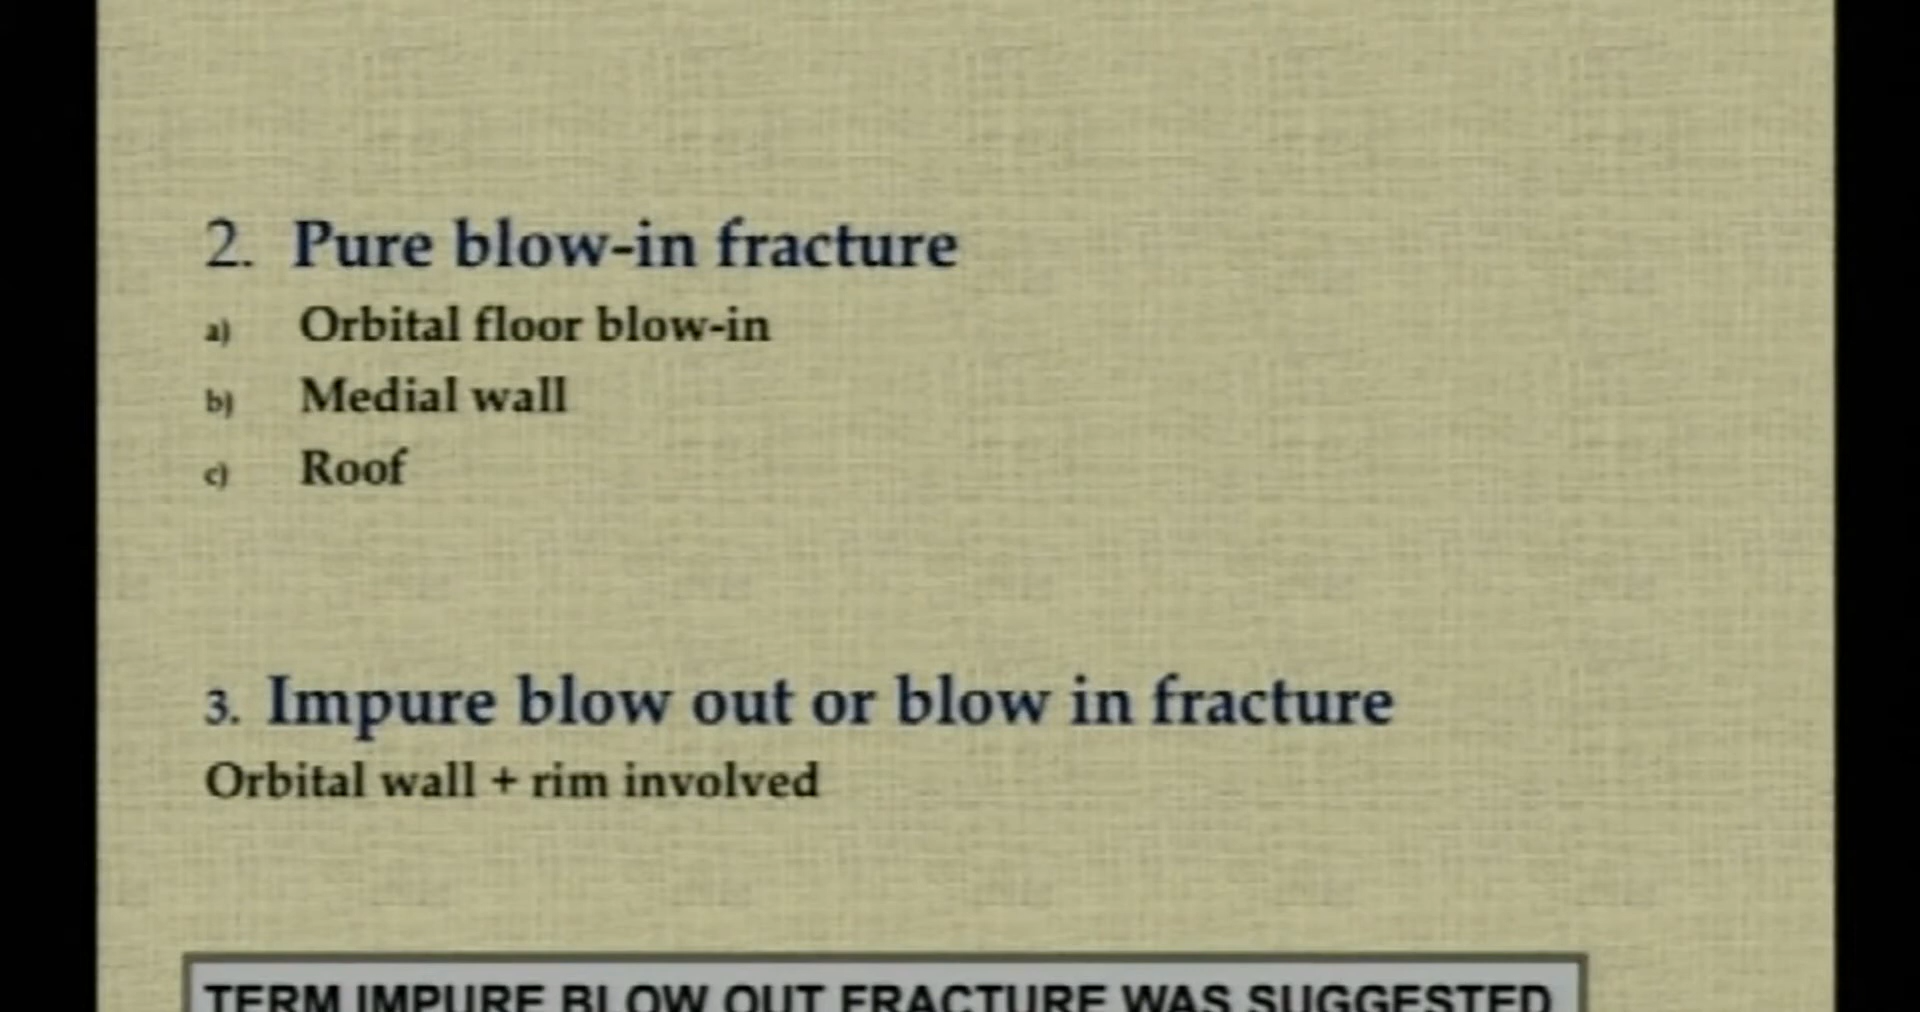 2. Pure blow-in fracture
a) Orbital floor blow-in
b) Medial wall
c) Roof
3. Impure blow out or blow in fracture
Orbital wall + rim involved
TERM IMPURE BLOW OUT FRACTURE WAS SUGGESTED